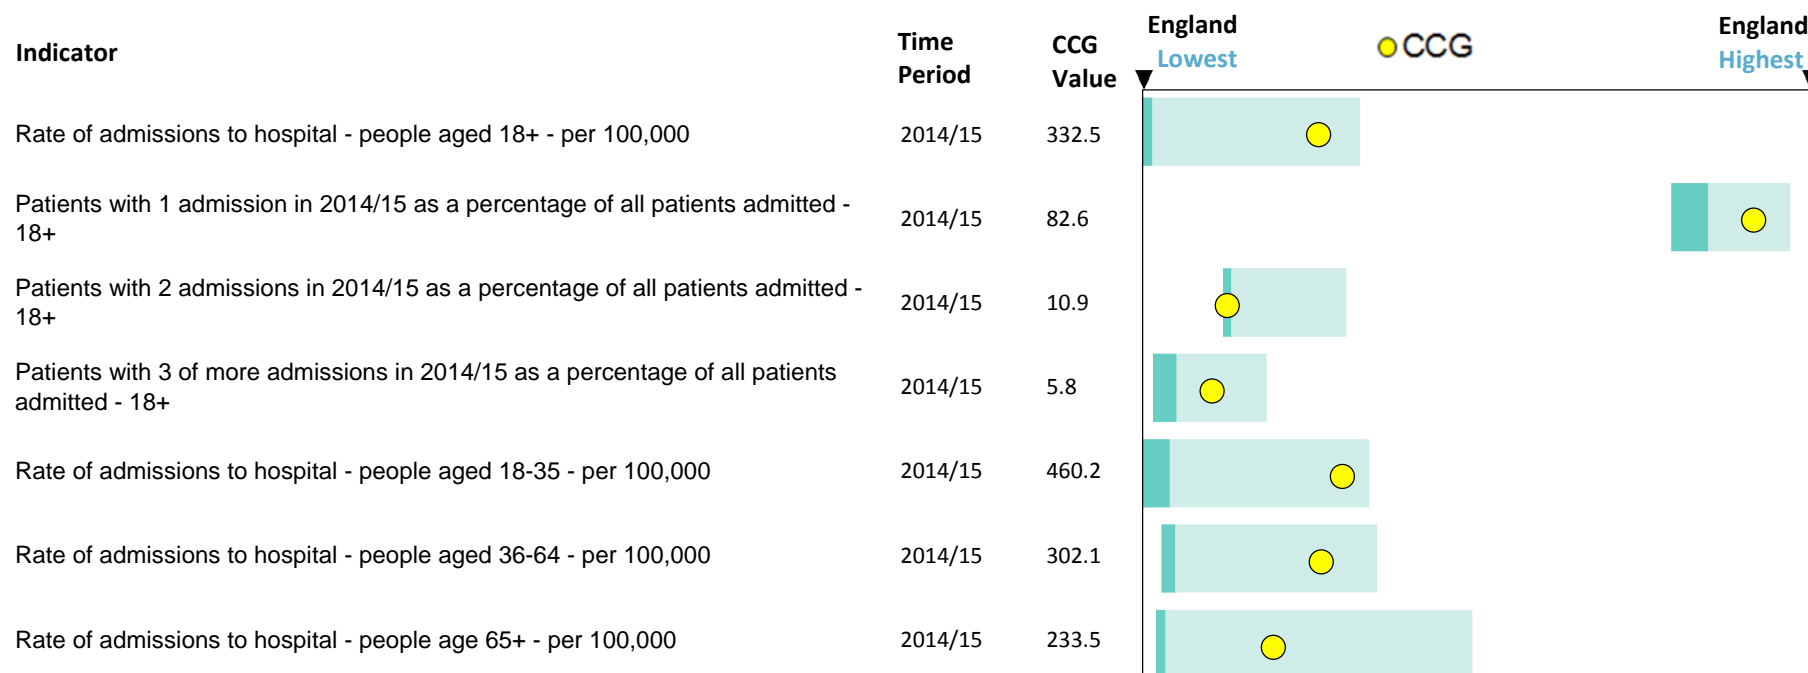 Indicator
Time Period
CCG Value
England Lowest
CCG
England Highest
Rate of admissions to hospital - people aged 18+ - per 100,000 2014/15 332.5
Patients with 1 admission in 2014/15 as a percentage of all patients admitted -
18+
2014/15 82.6
Patients with 2 admissions in 2014/15 as a percentage of all patients admitted -
18+
2014/15 10.9
Patients with 3 of more admissions in 2014/15 as a percentage of all patients
admitted - 18+
2014/15 5.8
Rate of admissions to hospital - people aged 18-35 - per 100,000 2014/15 460.2
Rate of admissions to hospital - people aged 36-64 - per 100,000 2014/15 302.1
Rate of admissions to hospital - people age 65+ - per 100,000 2014/15 233.5